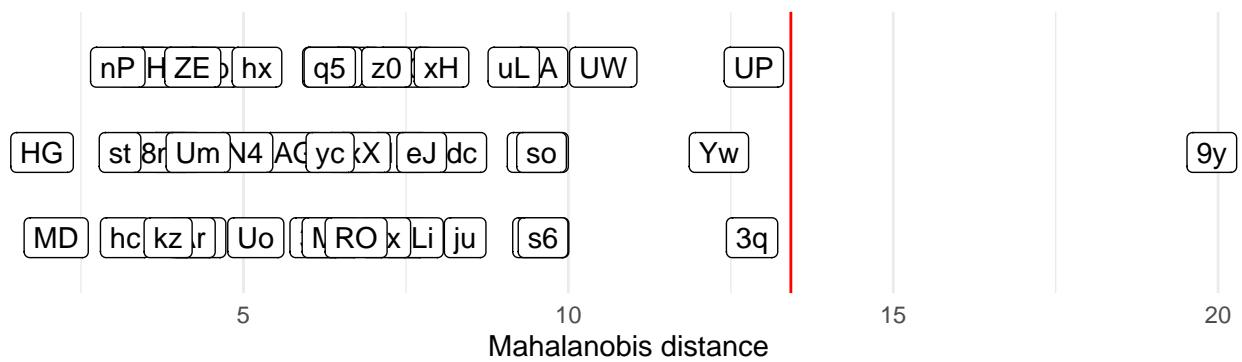 nP ZE hx q5 z0 xH uL UW UP
HG st Um N4 yc eJ dc so Yw 9y
MD hc kz Uo RO Li ju s6 3q
5 10 15 20
Mahalanobis distance